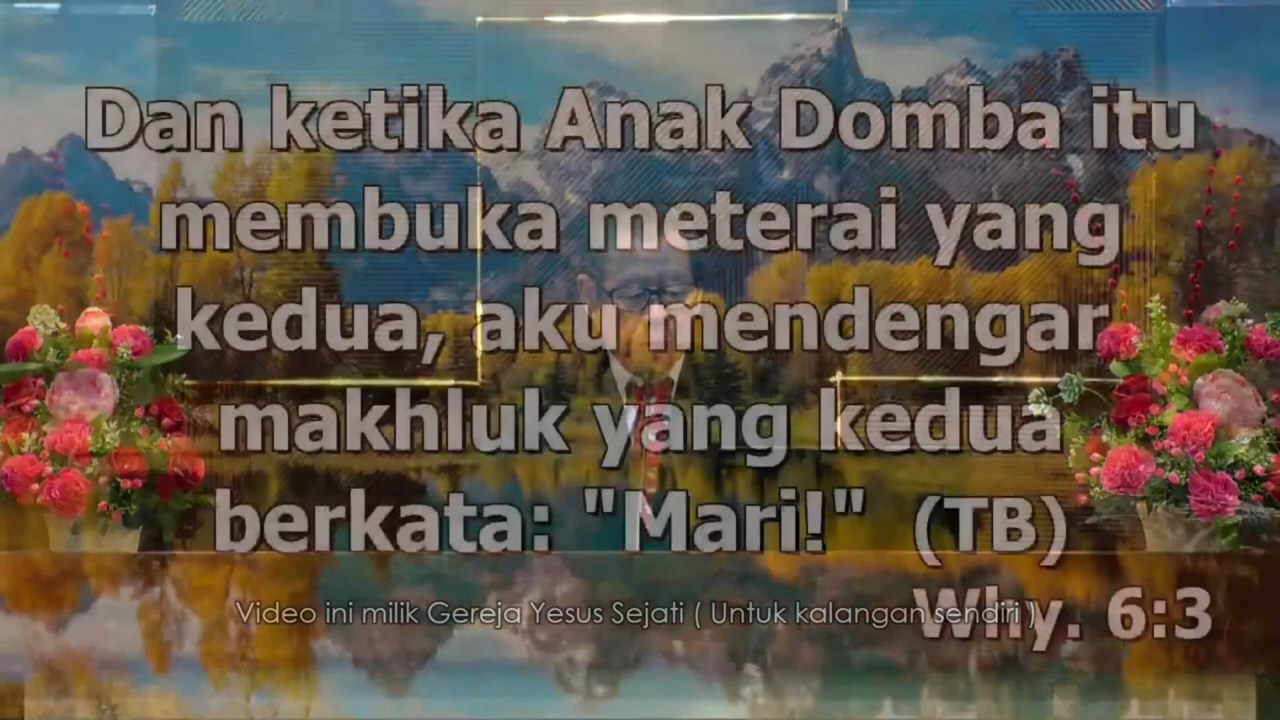 Dan ketika Anak Domba itu
membuka meterai yang
kedua, aku mendengar
makhluk yang kedua
berkata: "Mari!" (TB)
Why. 6:3
Video ini milik Gereja Yesus Sejati ( Untuk kalangan sendiri )